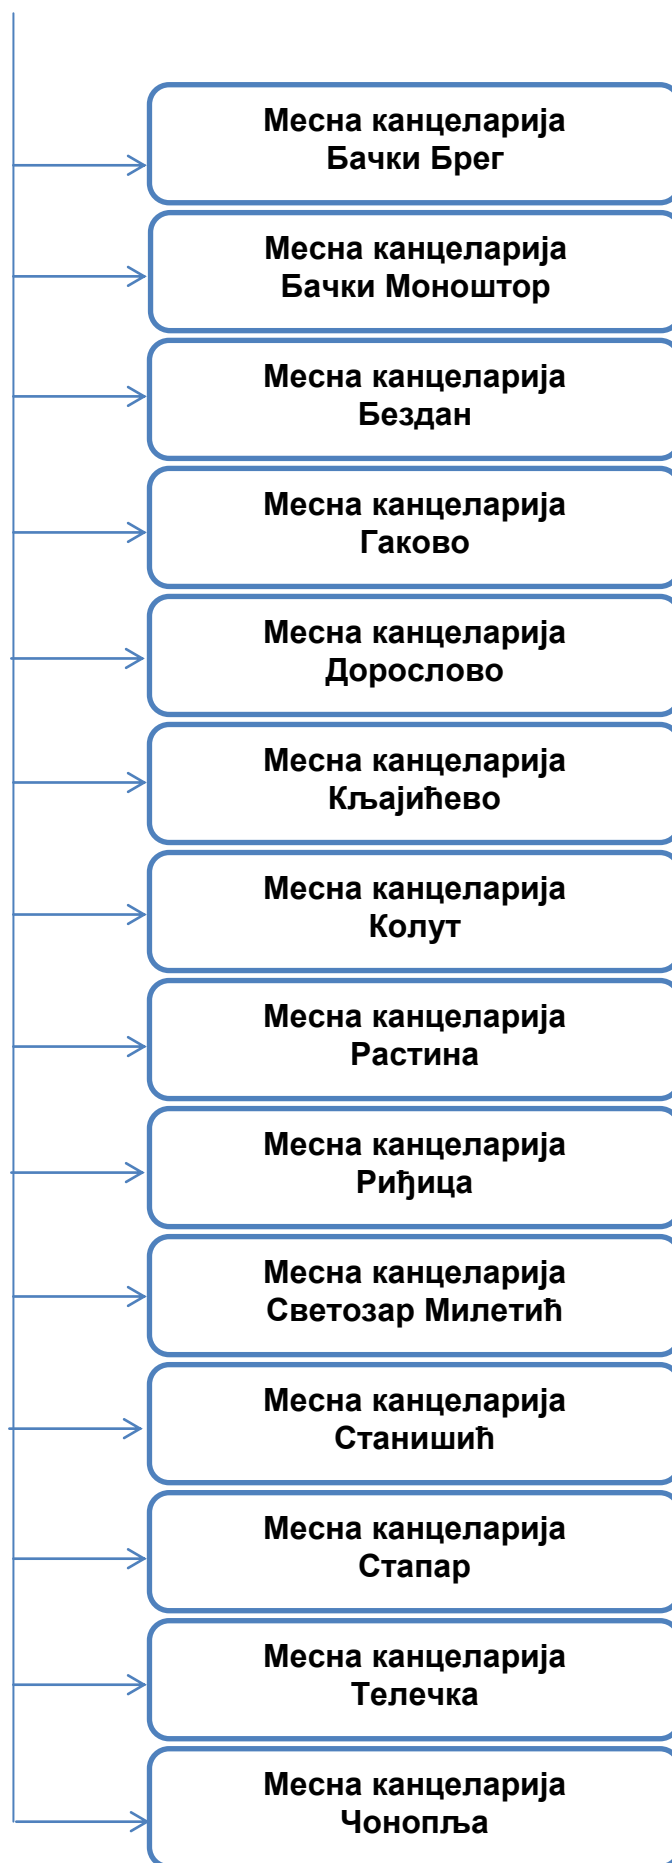 Месна канцеларија
Бачки Брег
Месна канцеларија
Бачки Моноштор
Месна канцеларија
Бездан
Месна канцеларија
Гаково
Месна канцеларија
Дорослово
Месна канцеларија
Кљајићево
Месна канцеларија
Колут
Месна канцеларија
Растина
Месна канцеларија
Риђица
Месна канцеларија
Светозар Милетић
Месна канцеларија
Станишић
Месна канцеларија
Стапар
Месна канцеларија
Телечка
Месна канцеларија
Чонопља